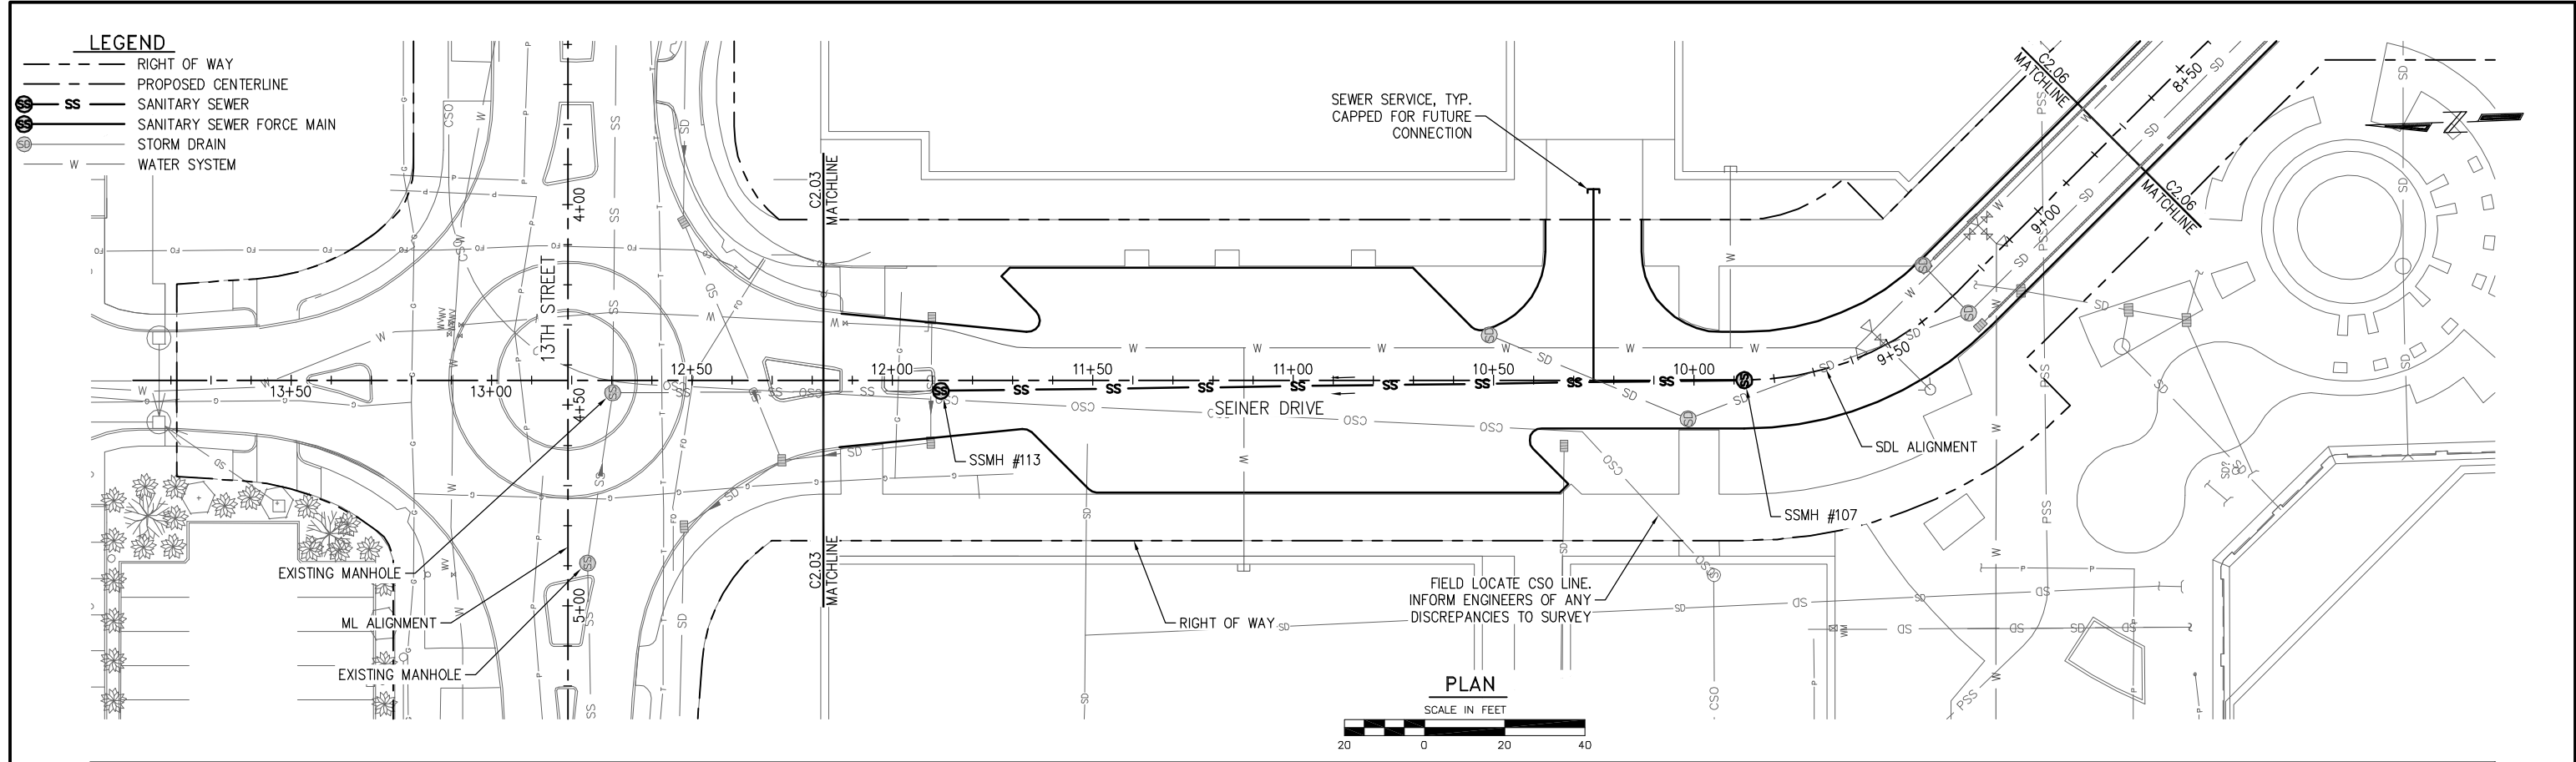 LEGEND
RIGHT OF WAY
PROPOSED CENTERLINE
SS SS SANITARY SEWER
SS SANITARY SEWER FORCE MAIN
SD STORM DRAIN
W WATER SYSTEM
SEWER SERVICE, TYP.
CAPPED FOR FUTURE
CONNECTION
C2.06
MATCHLINE
8+50
C2.06
MATCHLINE
9+00
9+50
C2.03
MATCHLINE
4+00
13TH STREET
4+50
5+00
13+50
13+00
12+50
12+00
11+50
11+00
10+50
10+00
SEINER DRIVE
SSMH #113
SSMH #107
SDL ALIGNMENT
EXISTING MANHOLE
ML ALIGNMENT
EXISTING MANHOLE
C2.03
MATCHLINE
RIGHT OF WAY
FIELD LOCATE CSO LINE.
INFORM ENGINEERS OF ANY
DISCREPANCIES TO SURVEY
PLAN
SCALE IN FEET
20 0 20 40